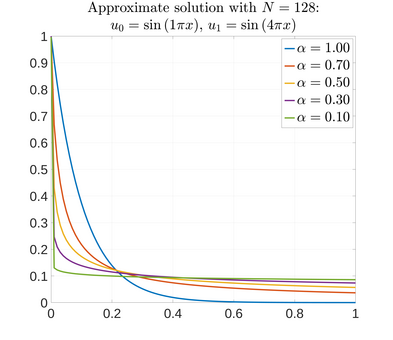 Approximate solution with N = 128:
u₀ = sin (1πx), u₁ = sin (4πx)
α = 1.00
α = 0.70
α = 0.50
α = 0.30
α = 0.10
1
0.9
0.8
0.7
0.6
0.5
0.4
0.3
0.2
0.1
0
0 0.2 0.4 0.6 0.8 1